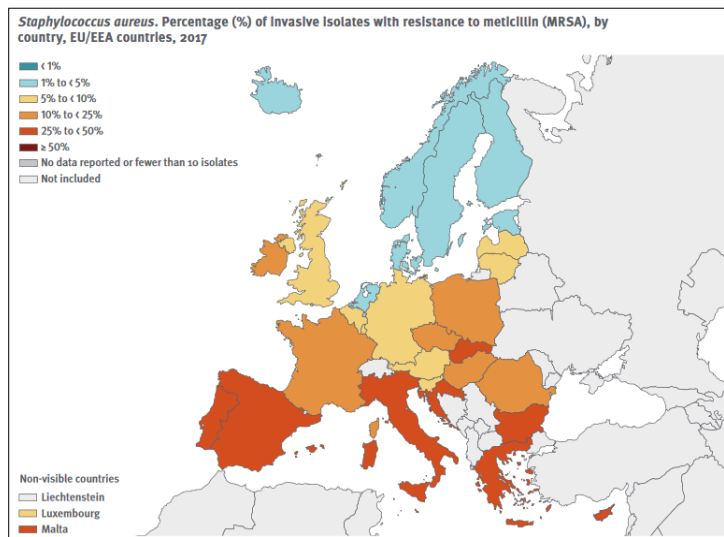 Staphylococcus aureus. Percentage (%) of invasive isolates with resistance to meticillin (MRSA), by
country, EU/EEA countries, 2017
< 1%
1% to < 5%
5% to < 10%
10% to < 25%
25% to < 50%
≥ 50%
No data reported or fewer than 10 isolates
Not included
Non-visible countries
Liechtenstein
Luxembourg
Malta